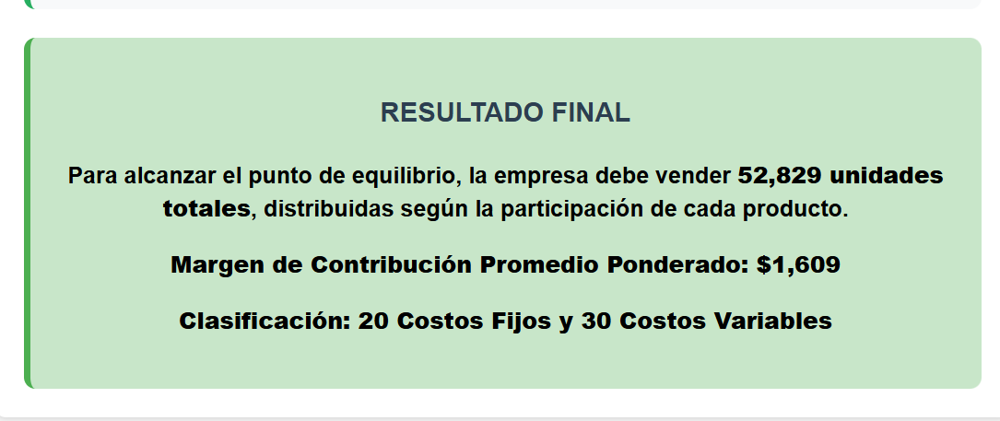 RESULTADO FINAL
Para alcanzar el punto de equilibrio, la empresa debe vender 52,829 unidades
totales, distribuidas según la participación de cada producto.
Margen de Contribución Promedio Ponderado: $1,609
Clasificación: 20 Costos Fijos y 30 Costos Variables